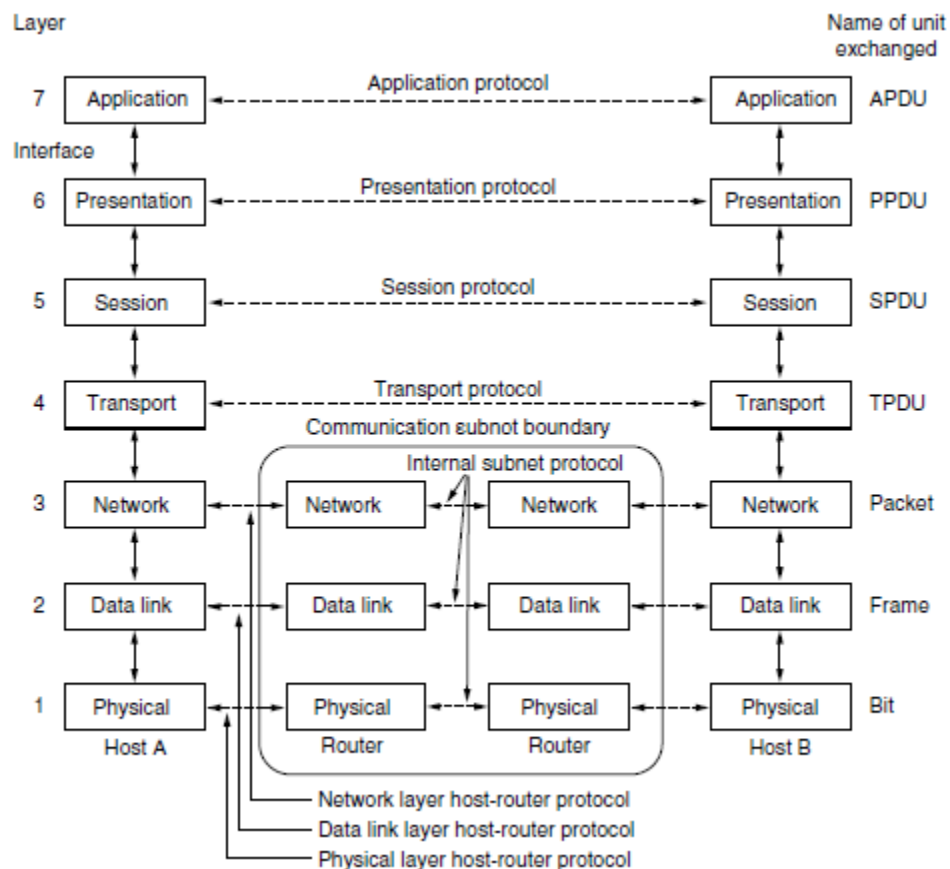 Layer
Name of unit
exchanged
7
Application
Application protocol
Application
APDU
Interface
6
Presentation
Presentation protocol
Presentation
PPDU
5
Session
Session protocol
Session
SPDU
4
Transport
Transport protocol
Transport
TPDU
Communication subnot boundary
Internal subnet protocol
3
Network
Network
Network
Network
Packet
2
Data link
Data link
Data link
Data link
Frame
1
Physical
Physical
Physical
Physical
Bit
Host A
Router
Router
Host B
Network layer host-router protocol
Data link layer host-router protocol
Physical layer host-router protocol